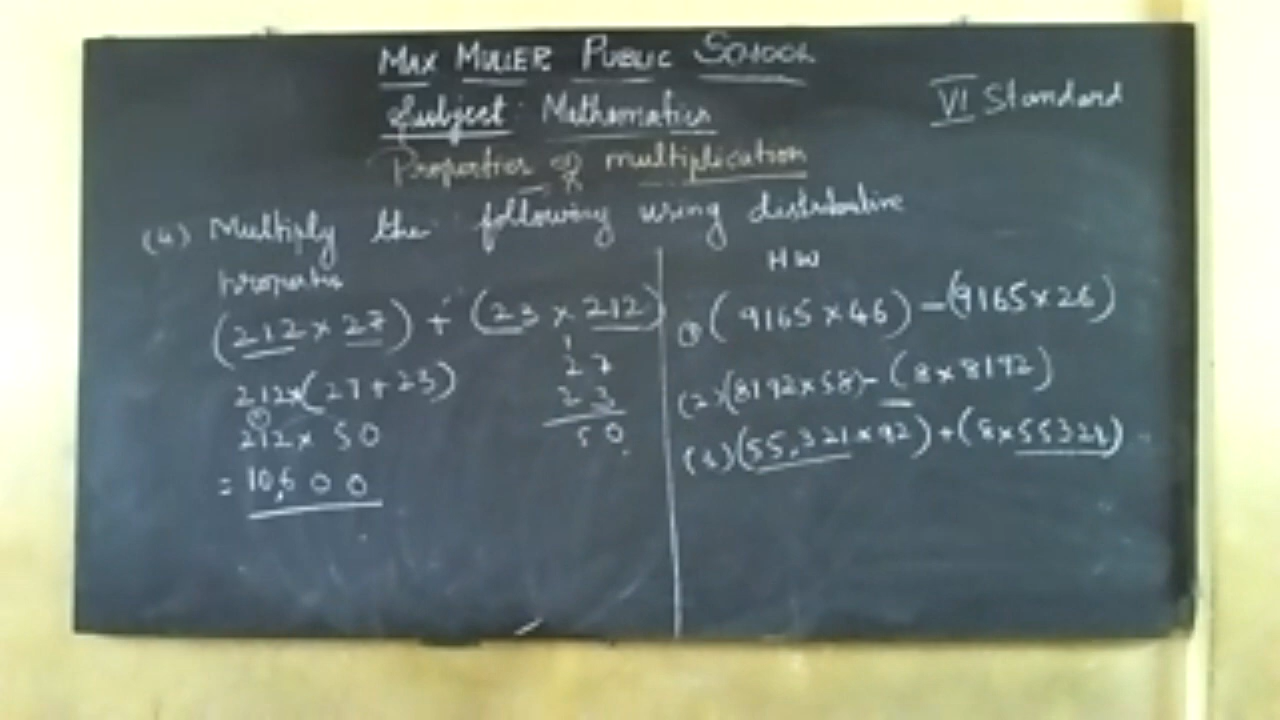 MAX MULLER PUBLIC SCHOOL
Subject: Mathematics
VI Standard
Properties of multiplication
(4) Multiply the following using distributive
properties
(212 × 27) + (23 × 212)
212×(27+23)
212× 50
= 10,600
1
27
23
50
HW
① (9165 × 46) - (9165 × 26)
(2) (8192×58) - (8×8192)
(55,321 × 92) + (8×55321)